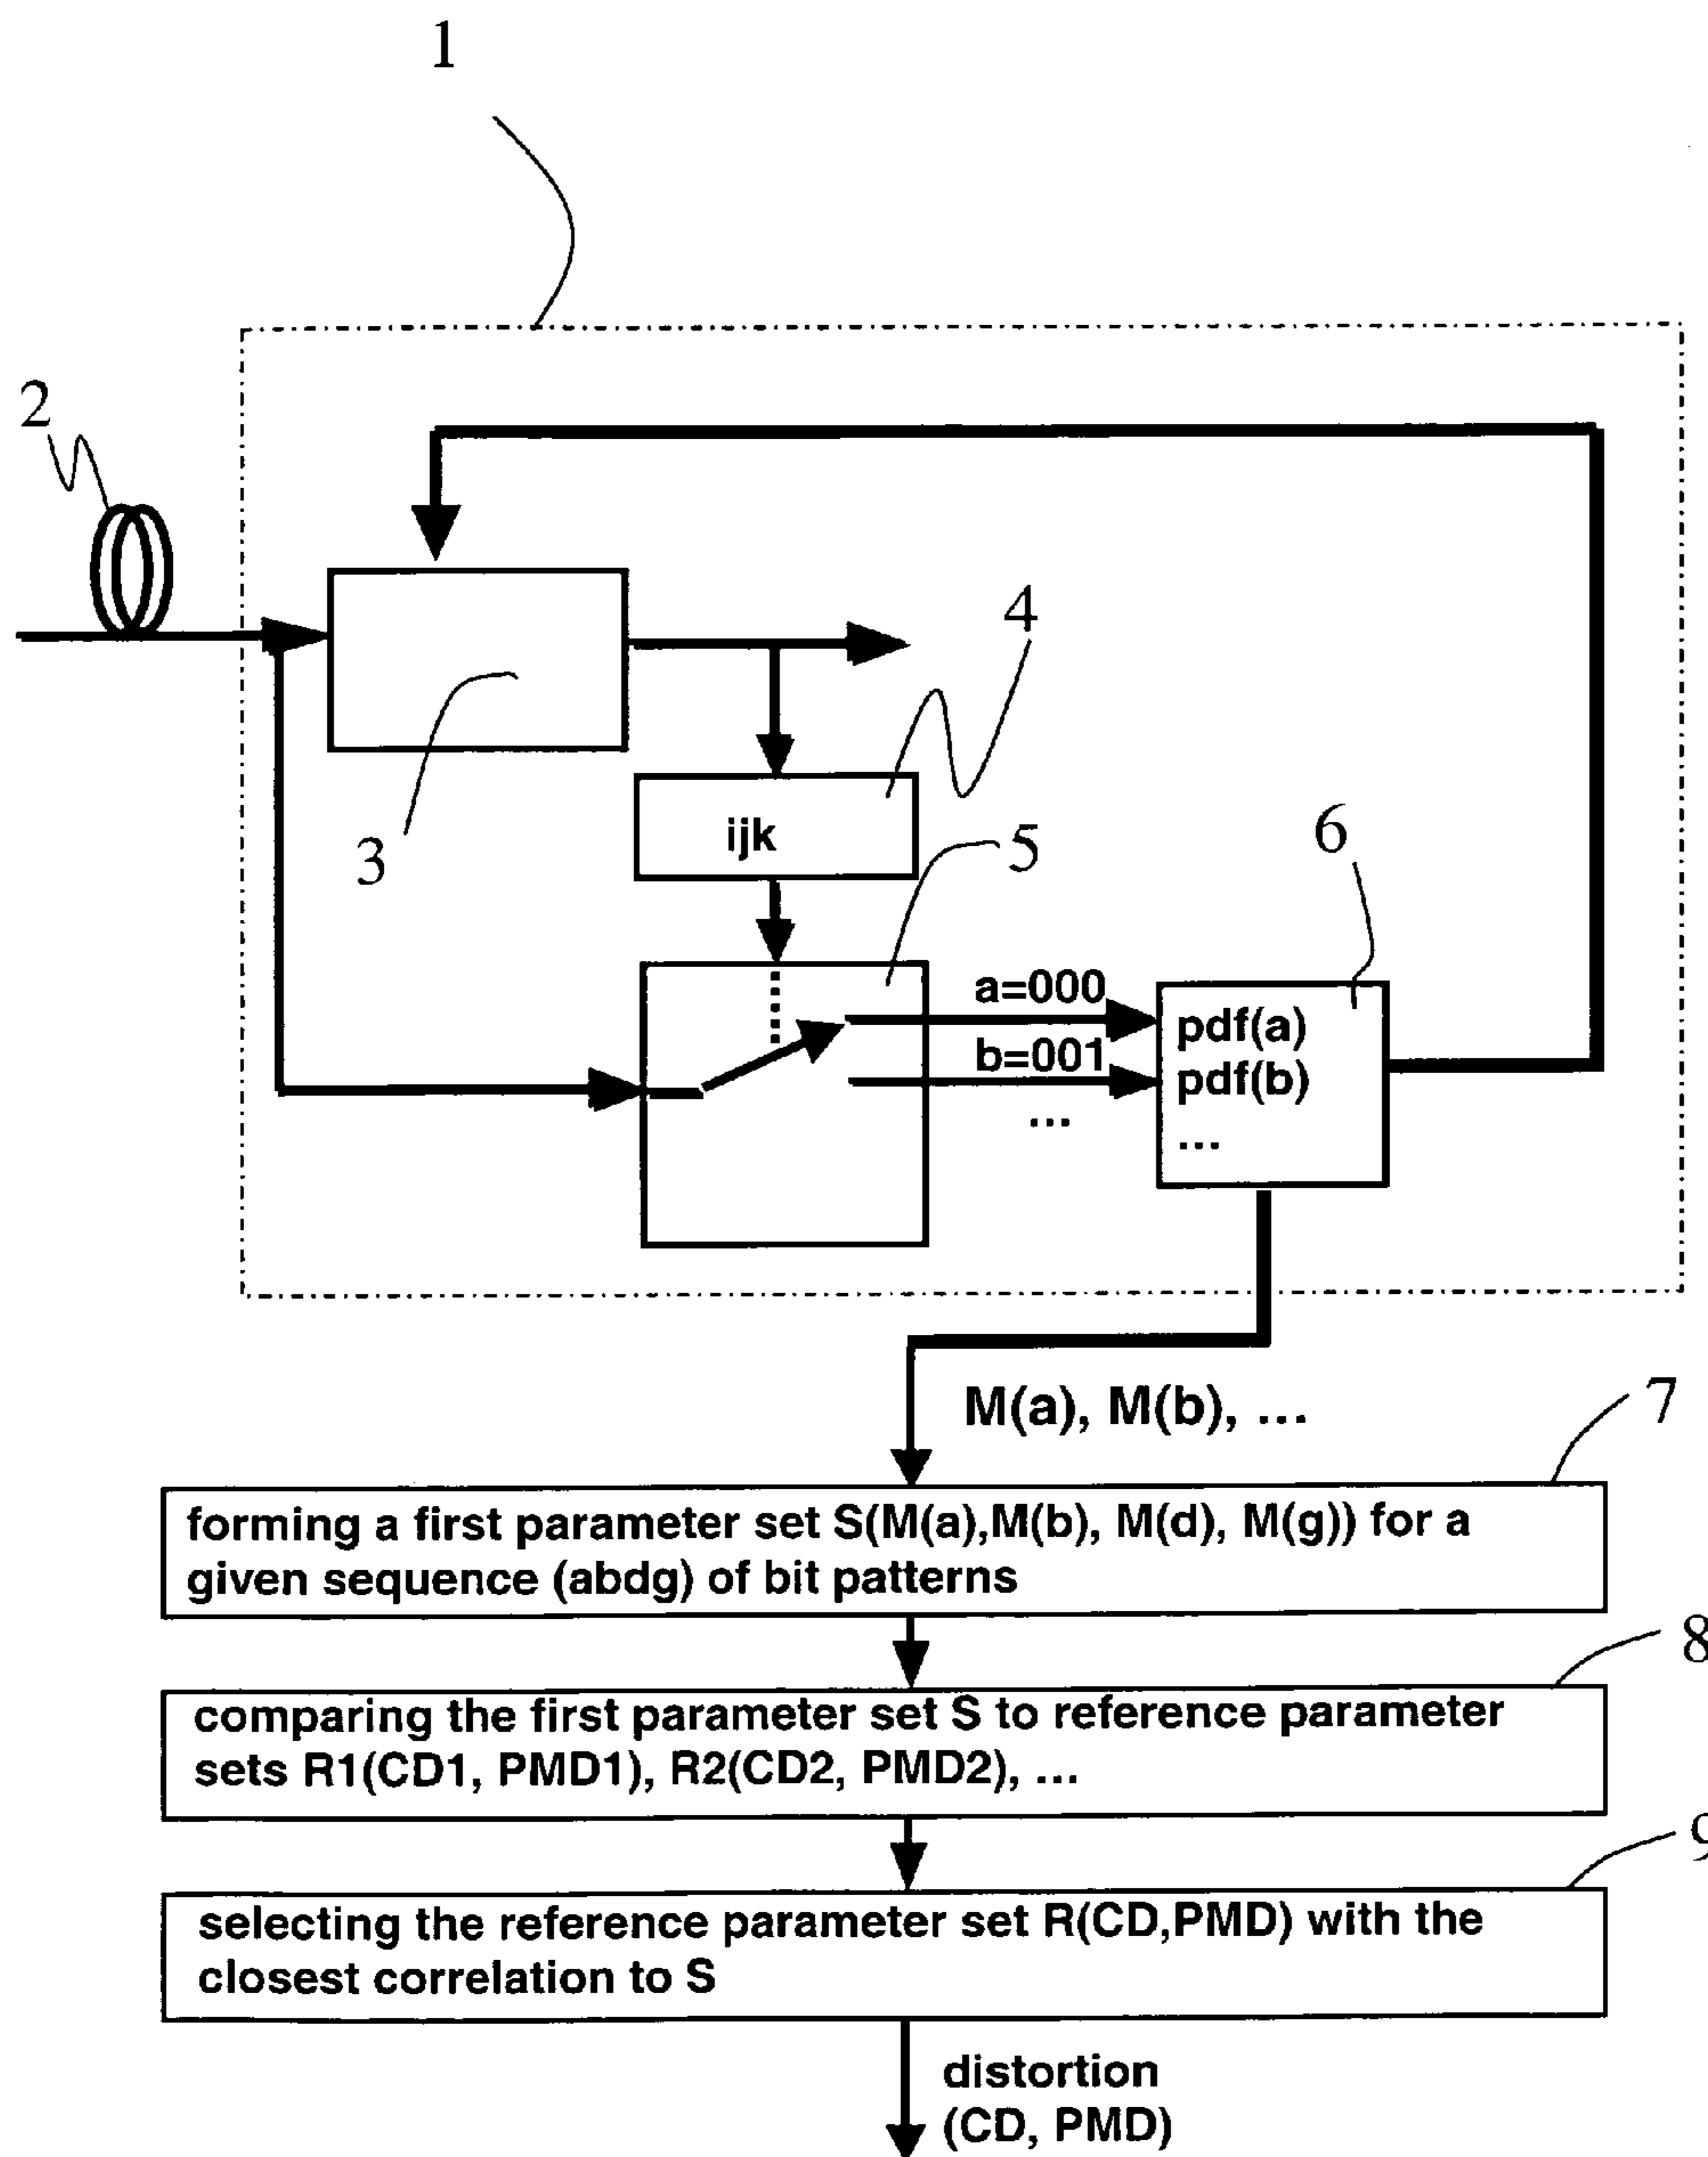 1
2
4
ijk
3
5
6
a=000
pdf(a)
b=001
pdf(b)
...
...
M(a), M(b), ...
7
forming a first parameter set S(M(a),M(b), M(d), M(g)) for a
given sequence (abdg) of bit patterns
8
comparing the first parameter set S to reference parameter
sets R1(CD1, PMD1), R2(CD2, PMD2), ...
9
selecting the reference parameter set R(CD,PMD) with the
closest correlation to S
distortion
(CD, PMD)